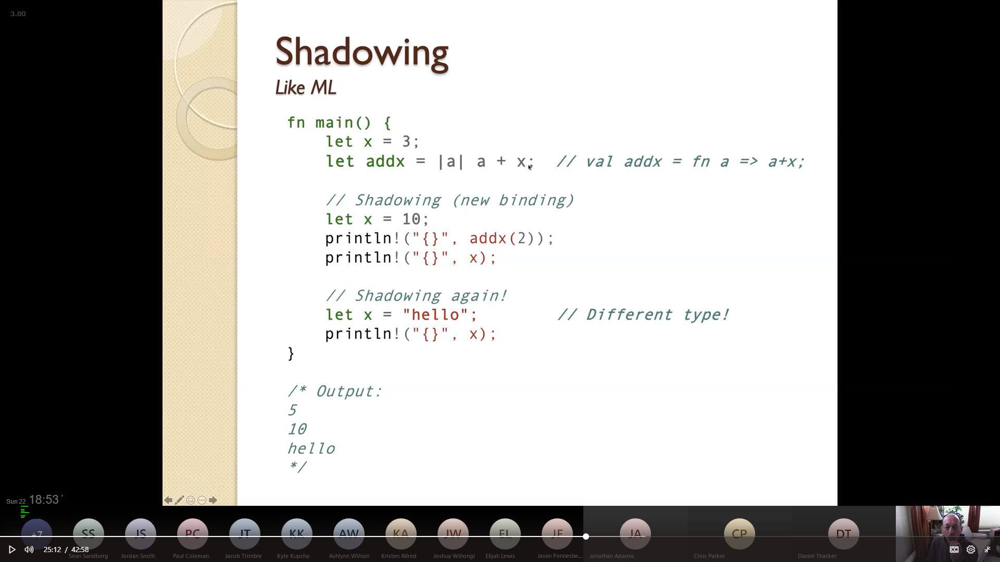 3.00
Shadowing
Like ML
fn main() {
let x = 3;
let addx = |a| a + x; // val addx = fn a => a+x;
// Shadowing (new binding)
let x = 10;
println!("{}", addx(2));
println!("{}", x);
// Shadowing again!
let x = "hello"; // Different type!
println!("{}", x);
}
/* Output:
5
10
hello
*/
Sun 22 18:53°
+7 SS JS PC JT KK AW KA JW EL JF JA CP DT
25:12 / 42:58 CC
Sean Sandberg Jordan Smith Paul Coleman Jacob Trimble Kyle Kupcho Ashlynn Wilson Kristen Allred Joshua Wihongi Elijah Lewis Jasen Fonnesbe... Jonathan Adamic Chris Parker Daniel Thacker